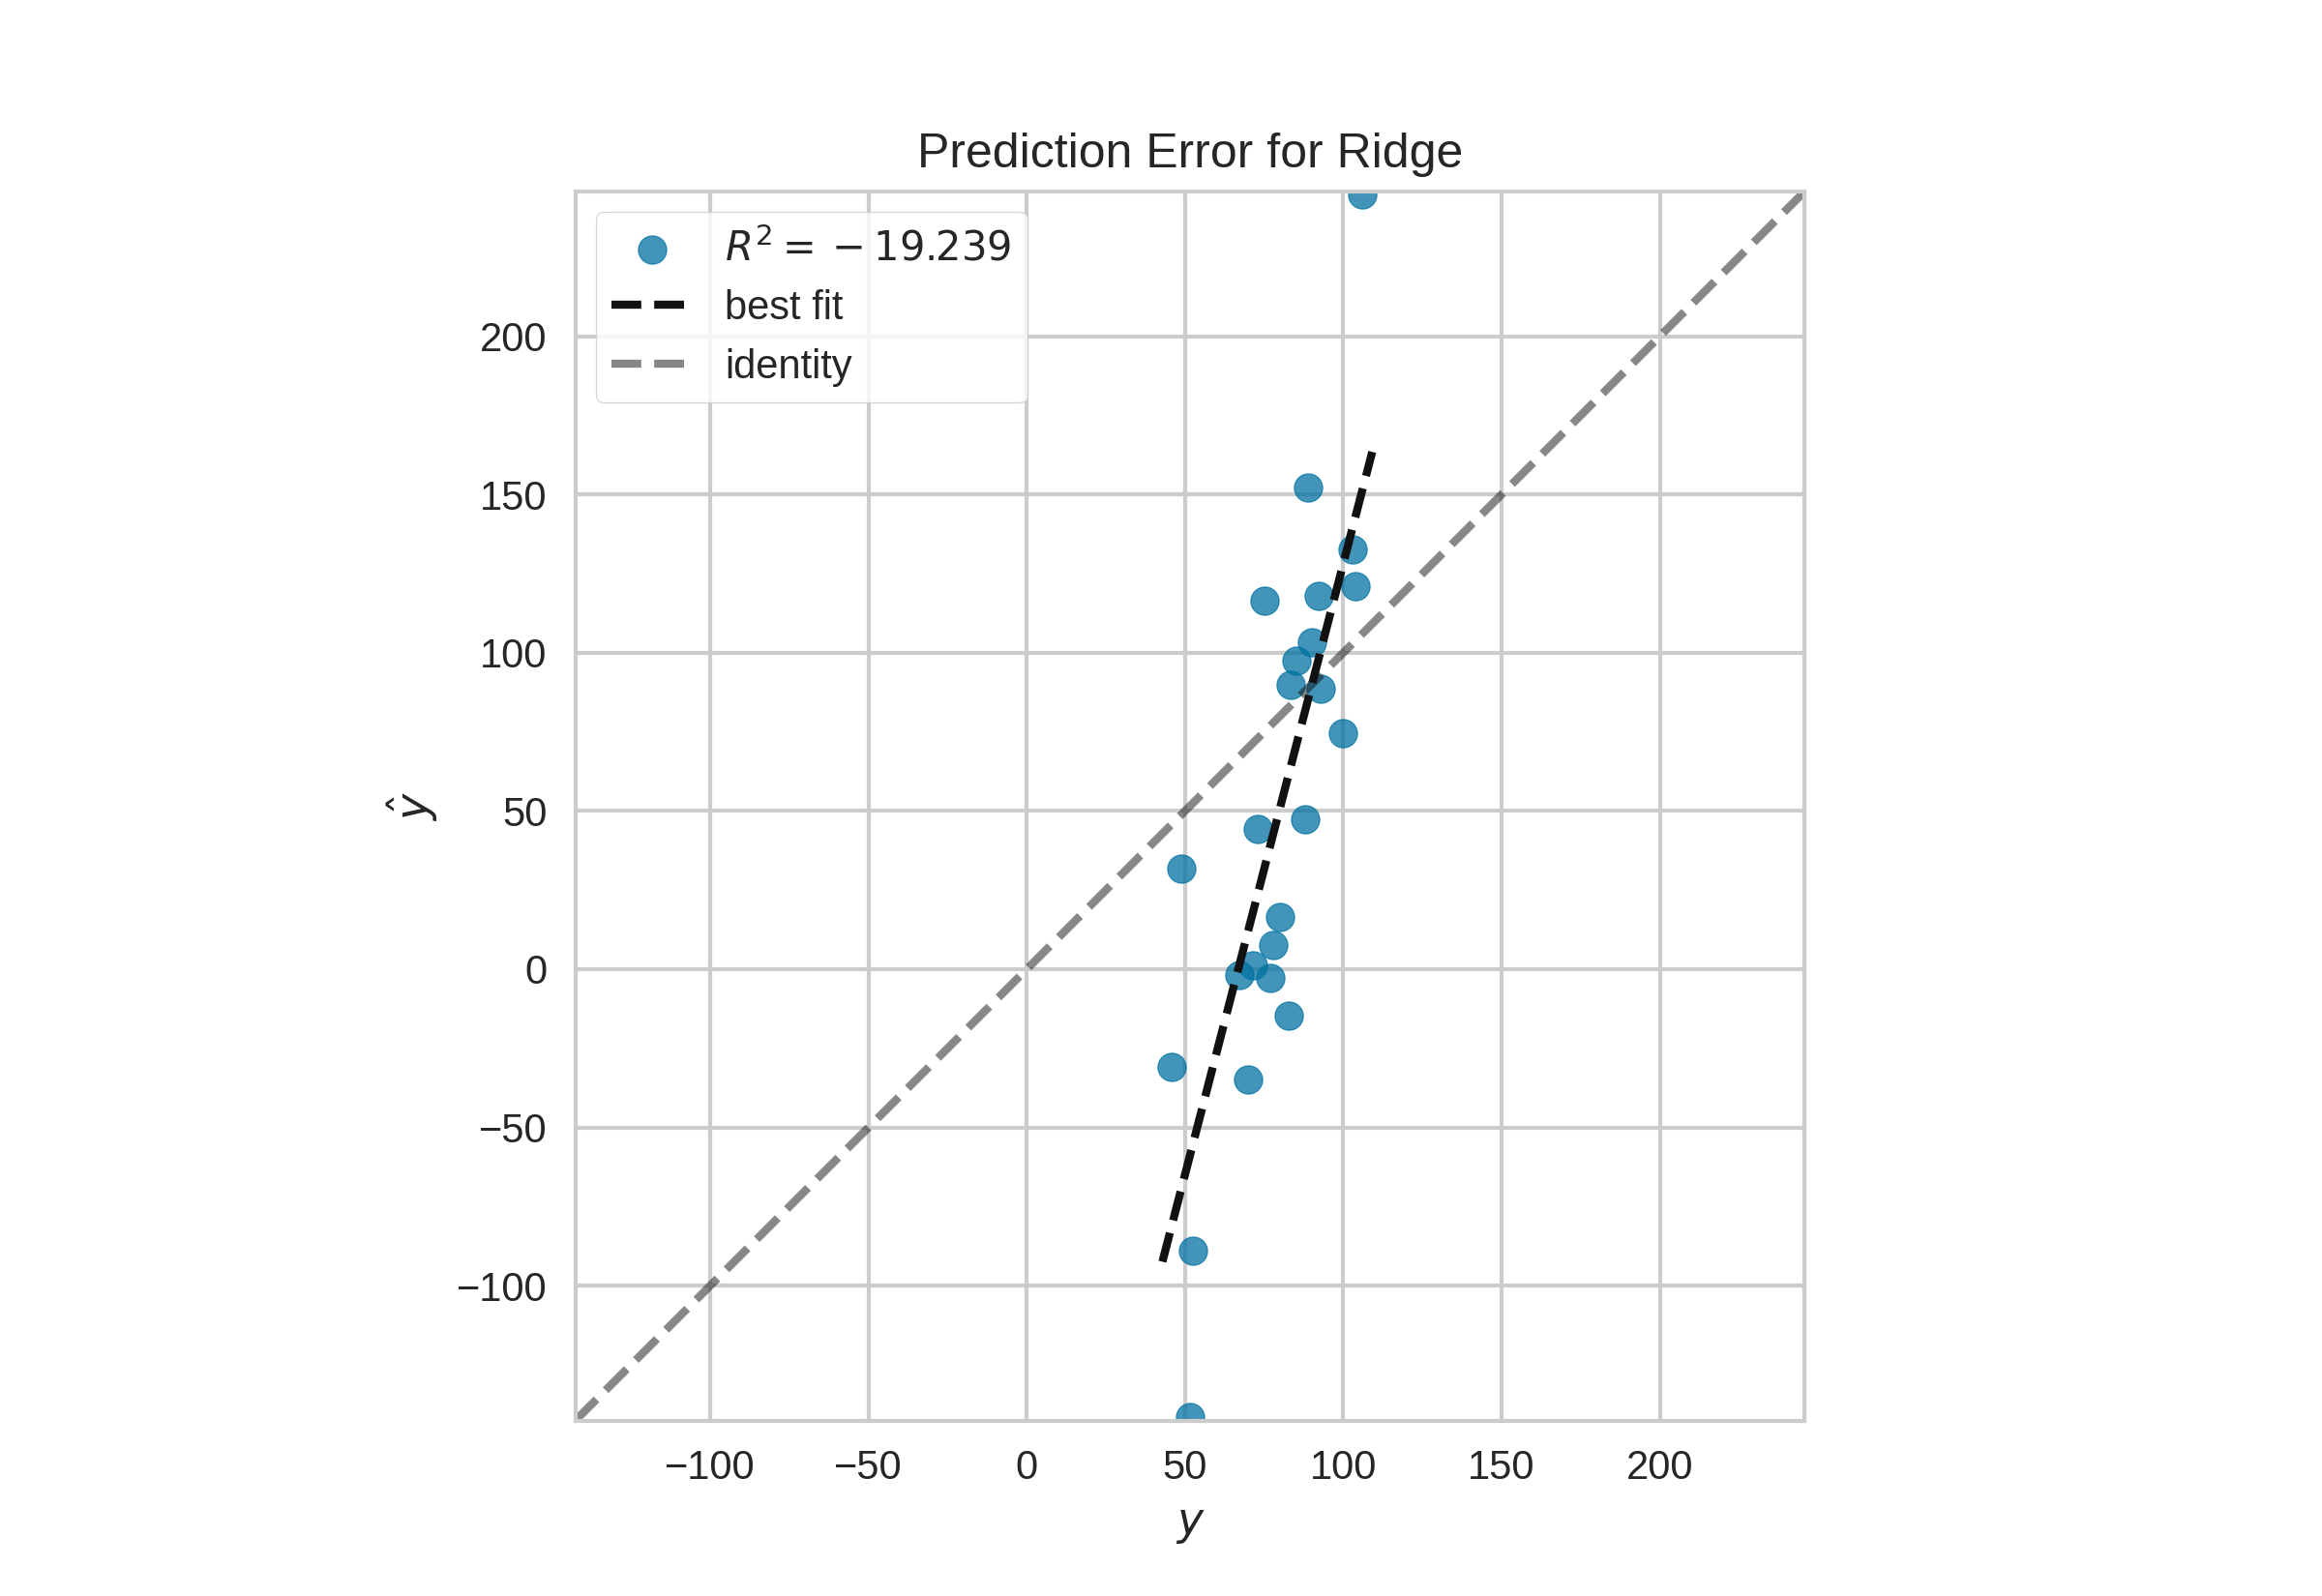 Prediction Error for Ridge
R² = −19.239
best fit
identity
200
150
100
50
0
−50
−100
ŷ
−100 −50 0 50 100 150 200
y